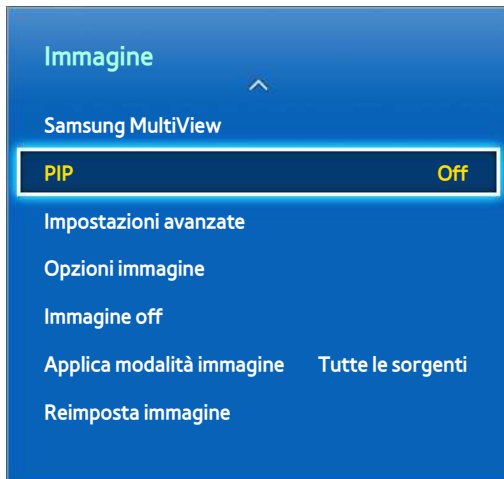 Immagine
Samsung MultiView
PIP Off
Impostazioni avanzate
Opzioni immagine
Immagine off
Applica modalità immagine Tutte le sorgenti
Reimposta immagine